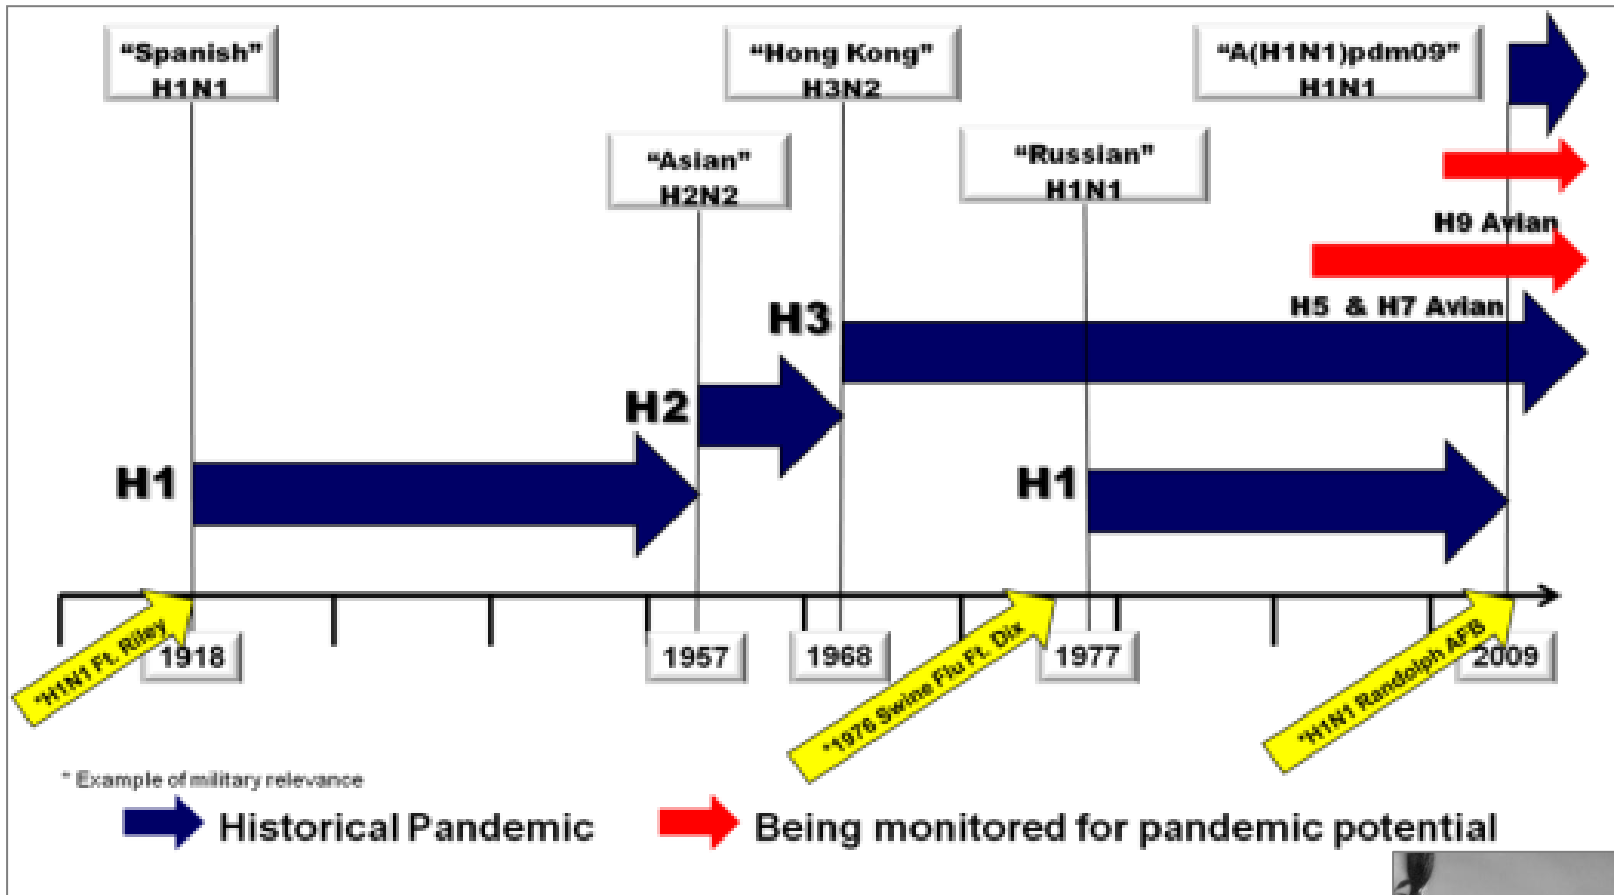 “Spanish”
H1N1
“Hong Kong”
H3N2
“A(H1N1)pdm09”
H1N1
“Asian”
H2N2
“Russian”
H1N1
H9 Avian
H5 & H7 Avian
H3
H2
H1
H1
*H1N1 Ft. Riley
1918
1957
1968
*1976 Swine Flu Ft. Dix
1977
*H1N1 Randolph AFB
2009
* Example of military relevance
Historical Pandemic
Being monitored for pandemic potential